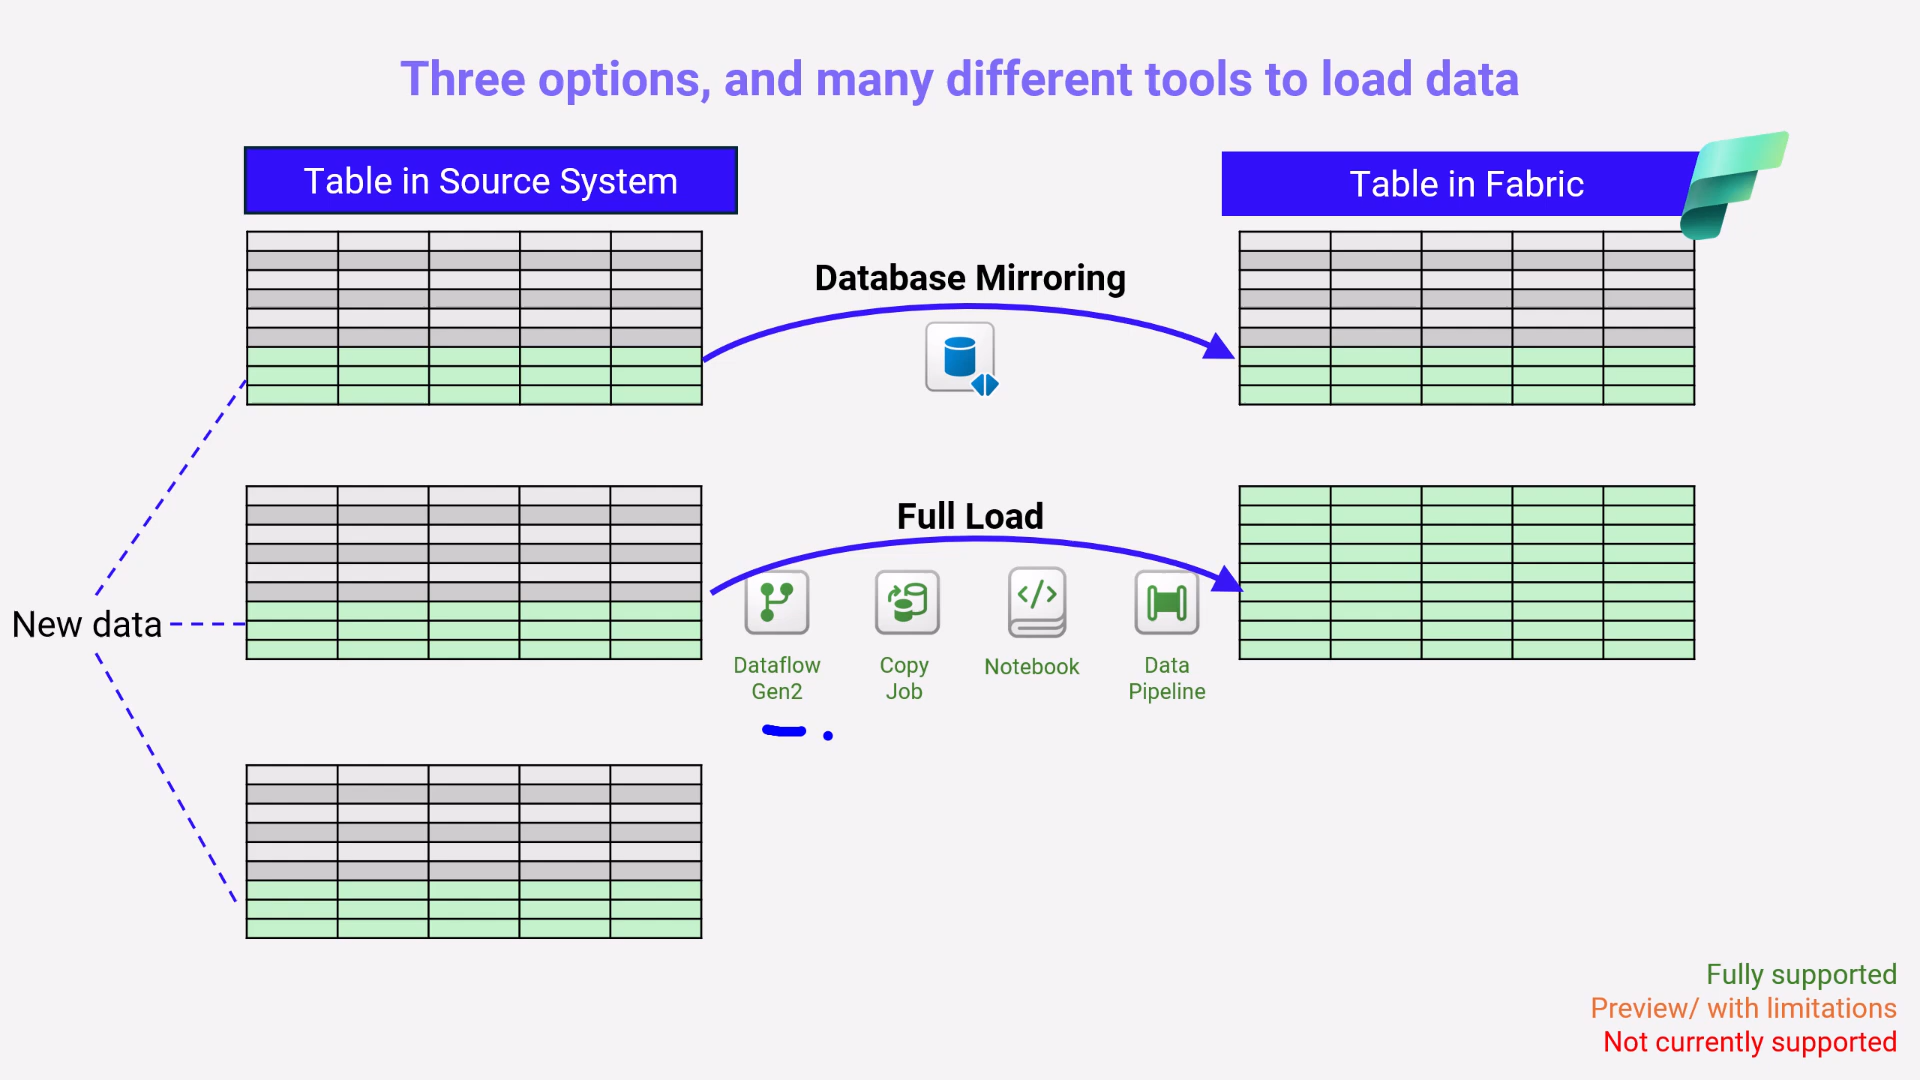 Three options, and many different tools to load data
Table in Source System
Table in Fabric
Database Mirroring
Full Load
New data
Dataflow
Gen2
Copy
Job
Notebook
Data
Pipeline
Fully supported
Preview/ with limitations
Not currently supported